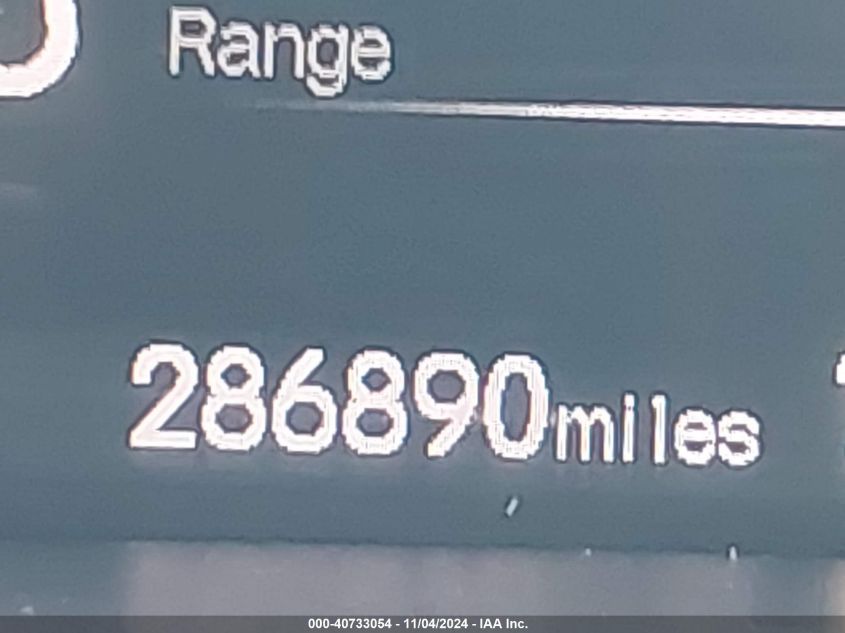 Range
286890miles
000-40733054 - 11/04/2024 - IAA Inc.